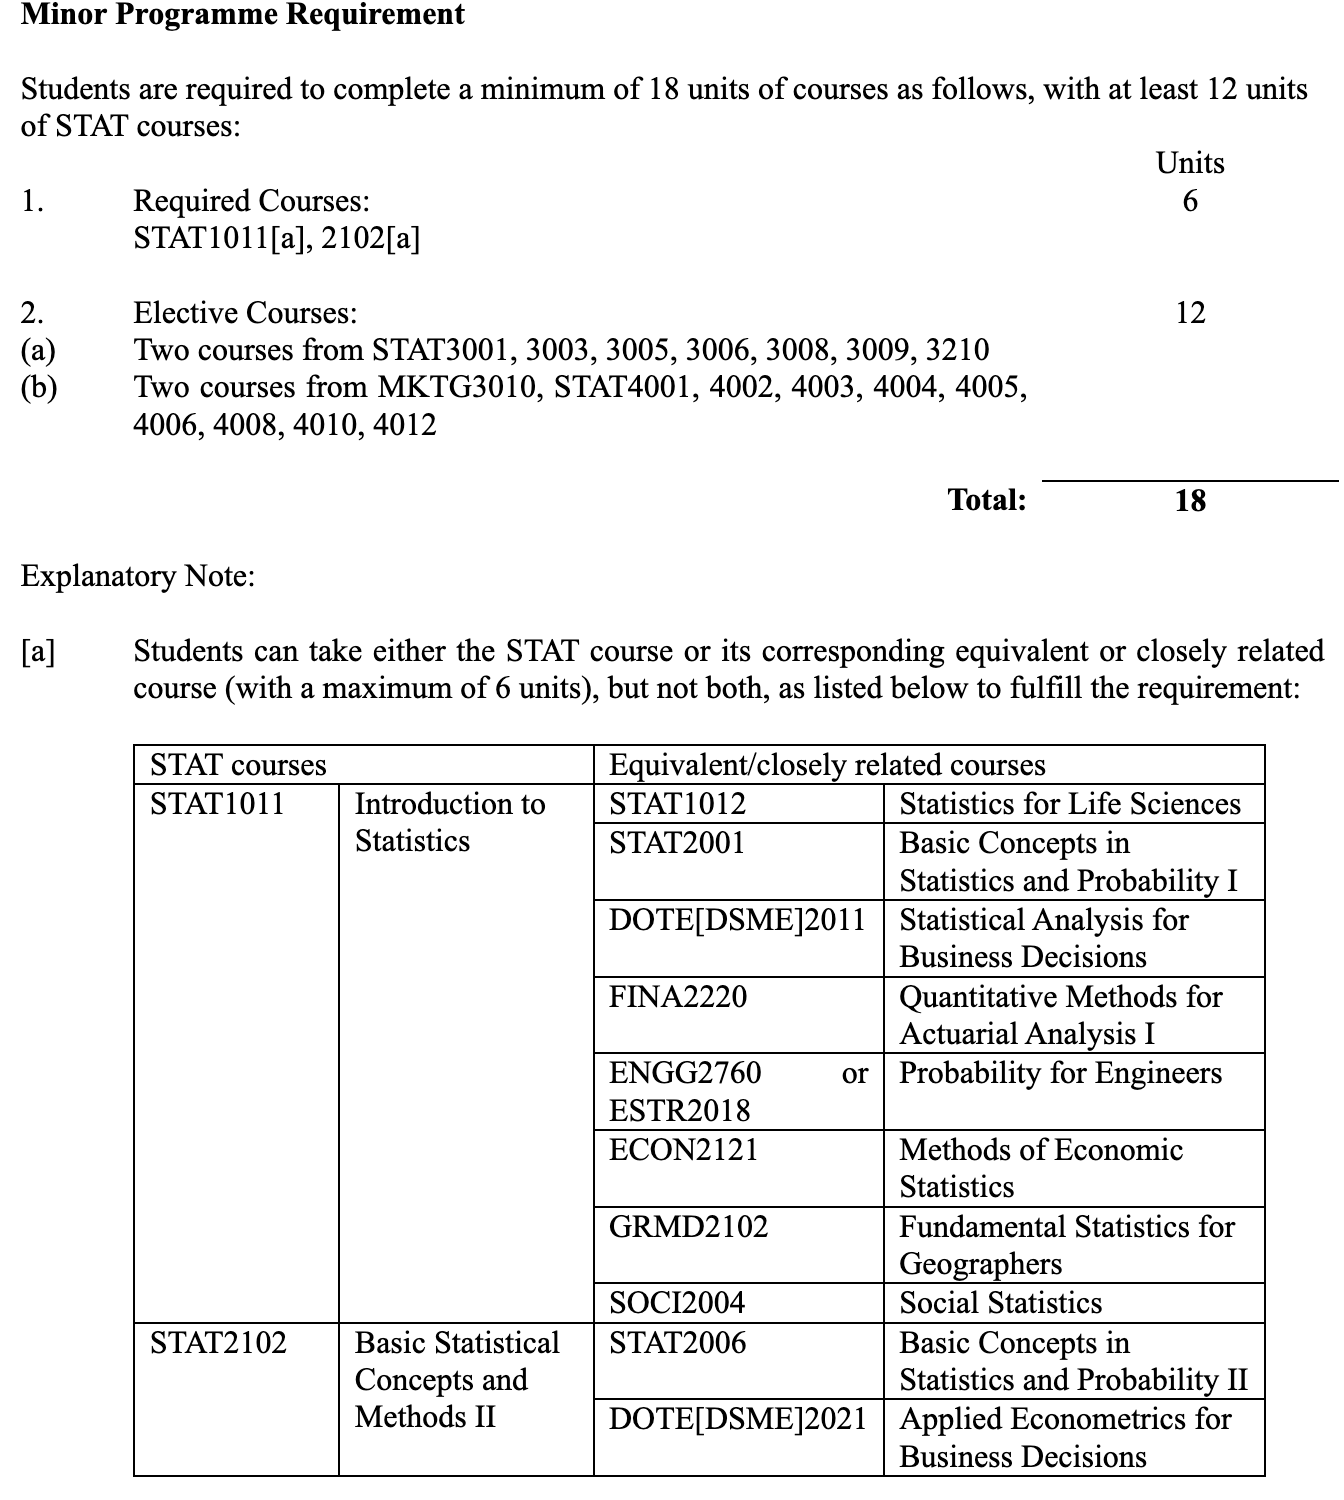 Minor Programme Requirement
Students are required to complete a minimum of 18 units of courses as follows, with at least 12 units
of STAT courses:
Units
1. Required Courses: 6
STAT1011[a], 2102[a]
2. Elective Courses: 12
(a) Two courses from STAT3001, 3003, 3005, 3006, 3008, 3009, 3210
(b) Two courses from MKTG3010, STAT4001, 4002, 4003, 4004, 4005,
4006, 4008, 4010, 4012
Total: 18
Explanatory Note:
[a] Students can take either the STAT course or its corresponding equivalent or closely related
course (with a maximum of 6 units), but not both, as listed below to fulfill the requirement:
STAT courses Equivalent/closely related courses
STAT1011 Introduction to STAT1012 Statistics for Life Sciences
Statistics STAT2001 Basic Concepts in
Statistics and Probability I
DOTE[DSME]2011 Statistical Analysis for
Business Decisions
FINA2220 Quantitative Methods for
Actuarial Analysis I
ENGG2760 or Probability for Engineers
ESTR2018
ECON2121 Methods of Economic
Statistics
GRMD2102 Fundamental Statistics for
Geographers
SOCI2004 Social Statistics
STAT2102 Basic Statistical STAT2006 Basic Concepts in
Concepts and Statistics and Probability II
Methods II DOTE[DSME]2021 Applied Econometrics for
Business Decisions